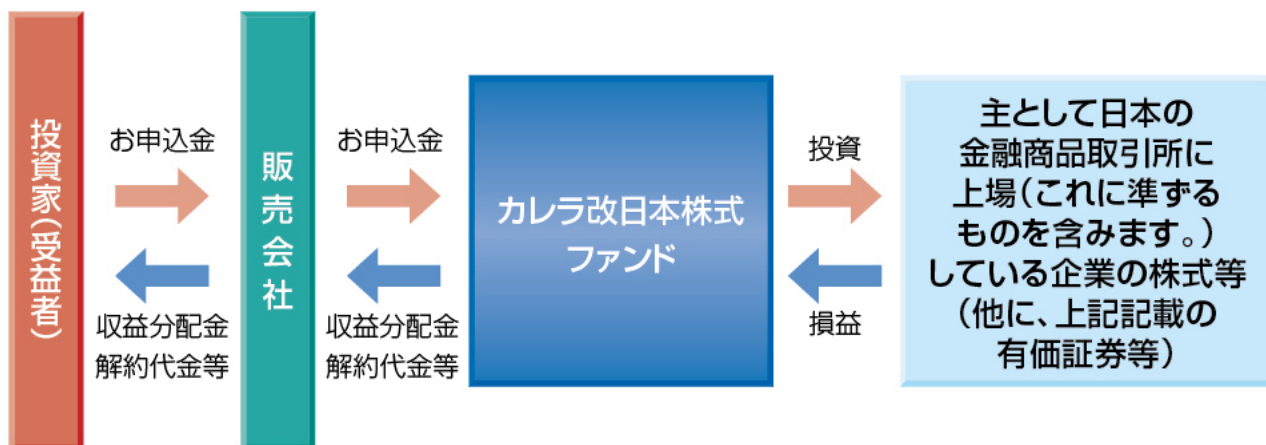 投資家(受益者)
お申込金
収益分配金
解約代金等
販売会社
お申込金
収益分配金
解約代金等
カレラ改日本株式
ファンド
投資
損益
主として日本の
金融商品取引所に
上場(これに準ずる
ものを含みます。)
している企業の株式等
(他に、上記記載の
有価証券等)